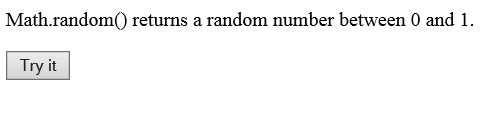 Math.random() returns a random number between 0 and 1.
Try it